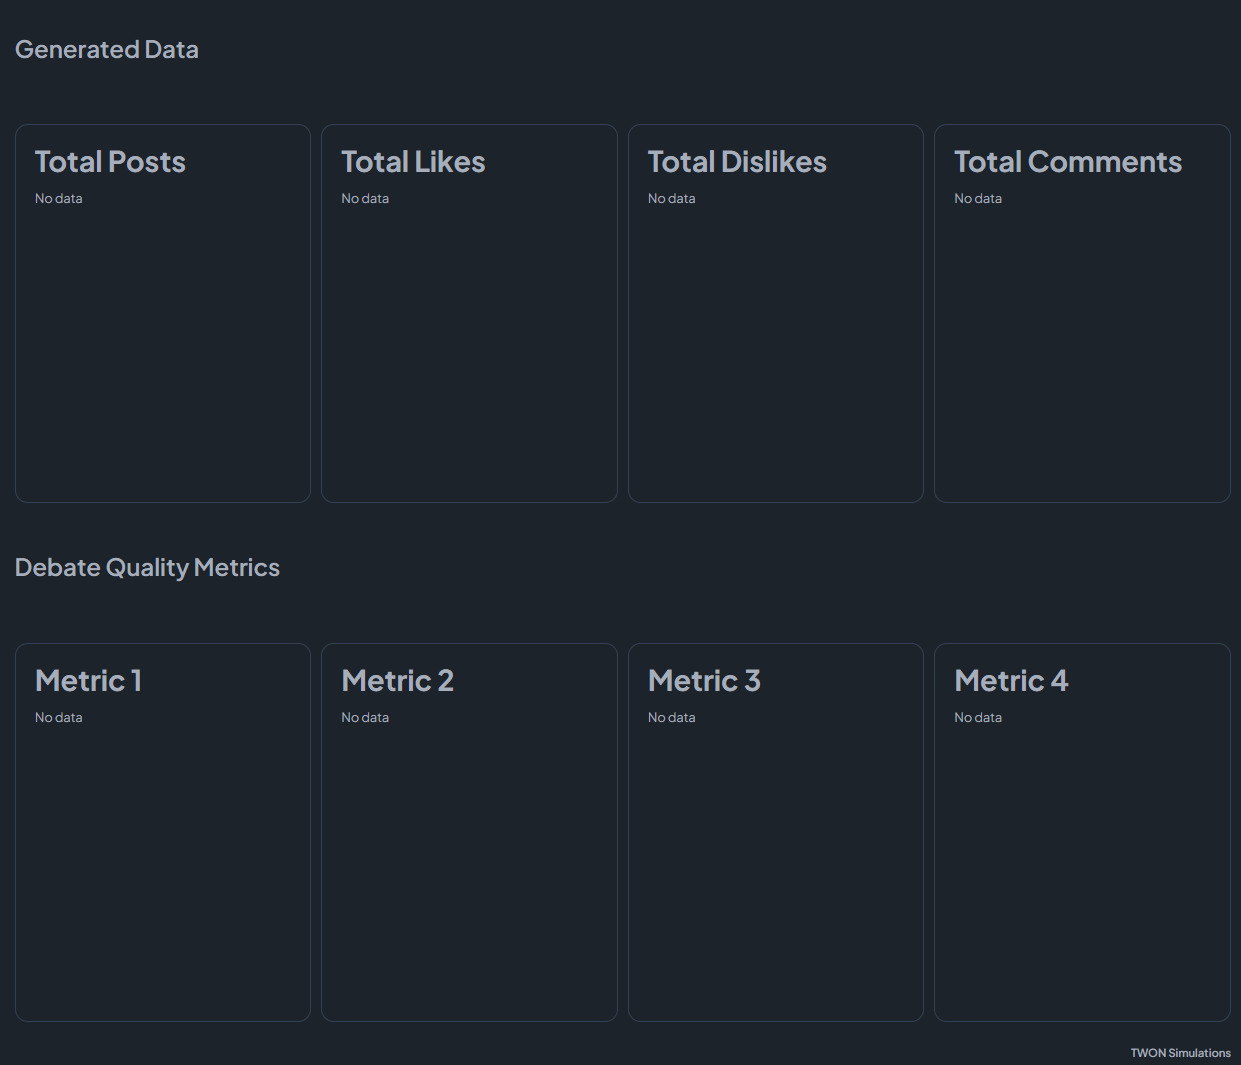 Generated Data
Total Posts
No data
Total Likes
No data
Total Dislikes
No data
Total Comments
No data
Debate Quality Metrics
Metric 1
No data
Metric 2
No data
Metric 3
No data
Metric 4
No data
TWON Simulations